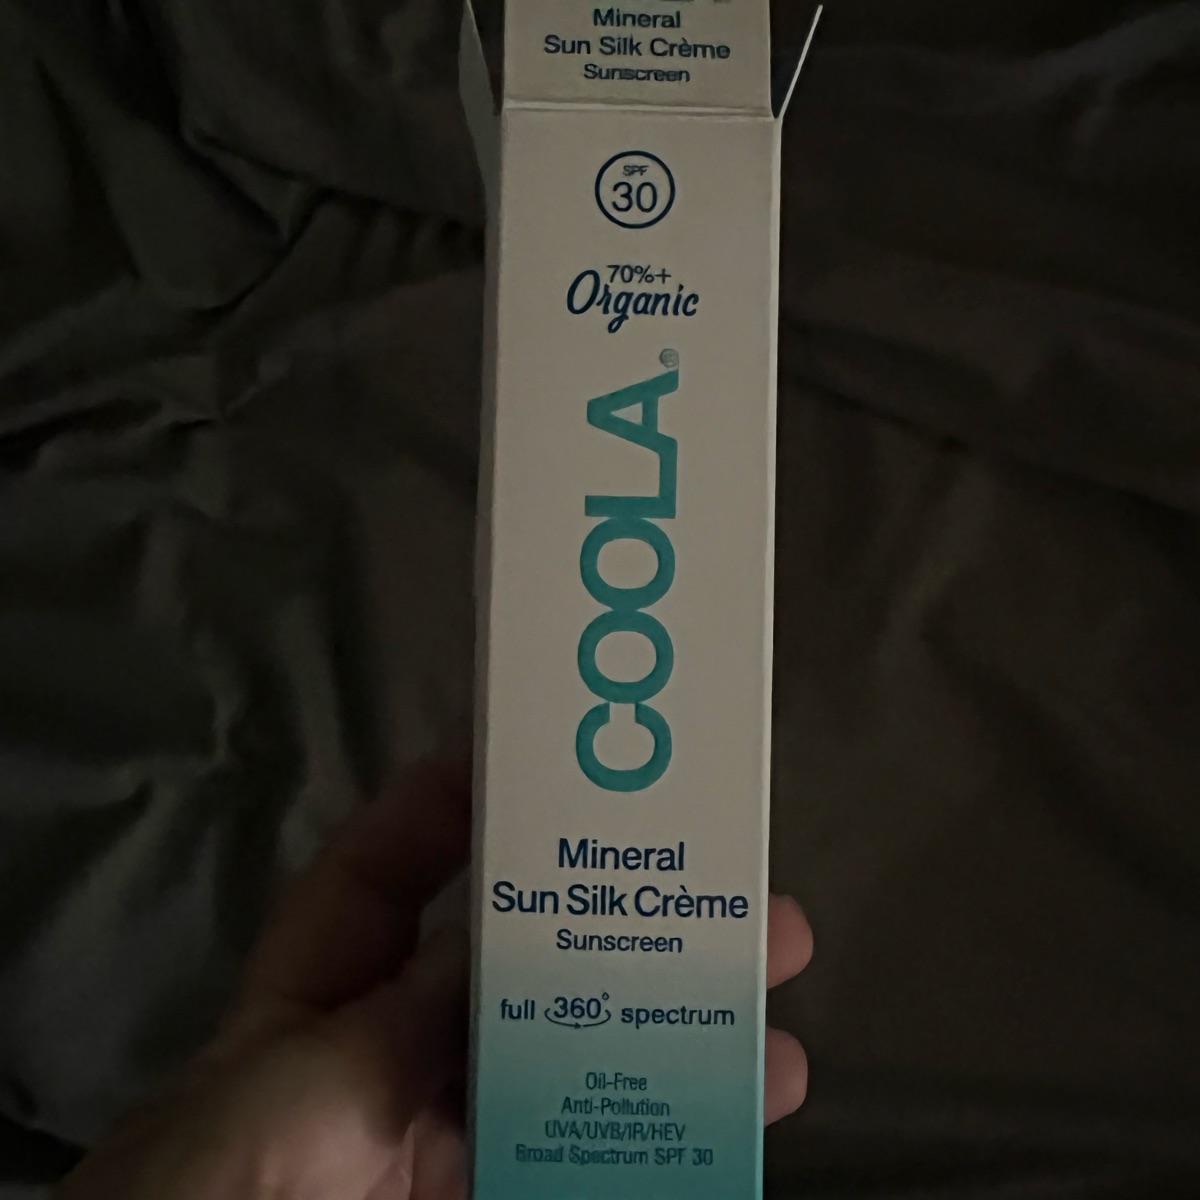 Mineral
Sun Silk Crème
Sunscreen
SPF
30
70%+
Organic
COOLA®
Mineral
Sun Silk Crème
Sunscreen
full 360° spectrum
Oil-Free
Anti-Pollution
UVA/UVB/IR/HEV
Broad Spectrum SPF 30